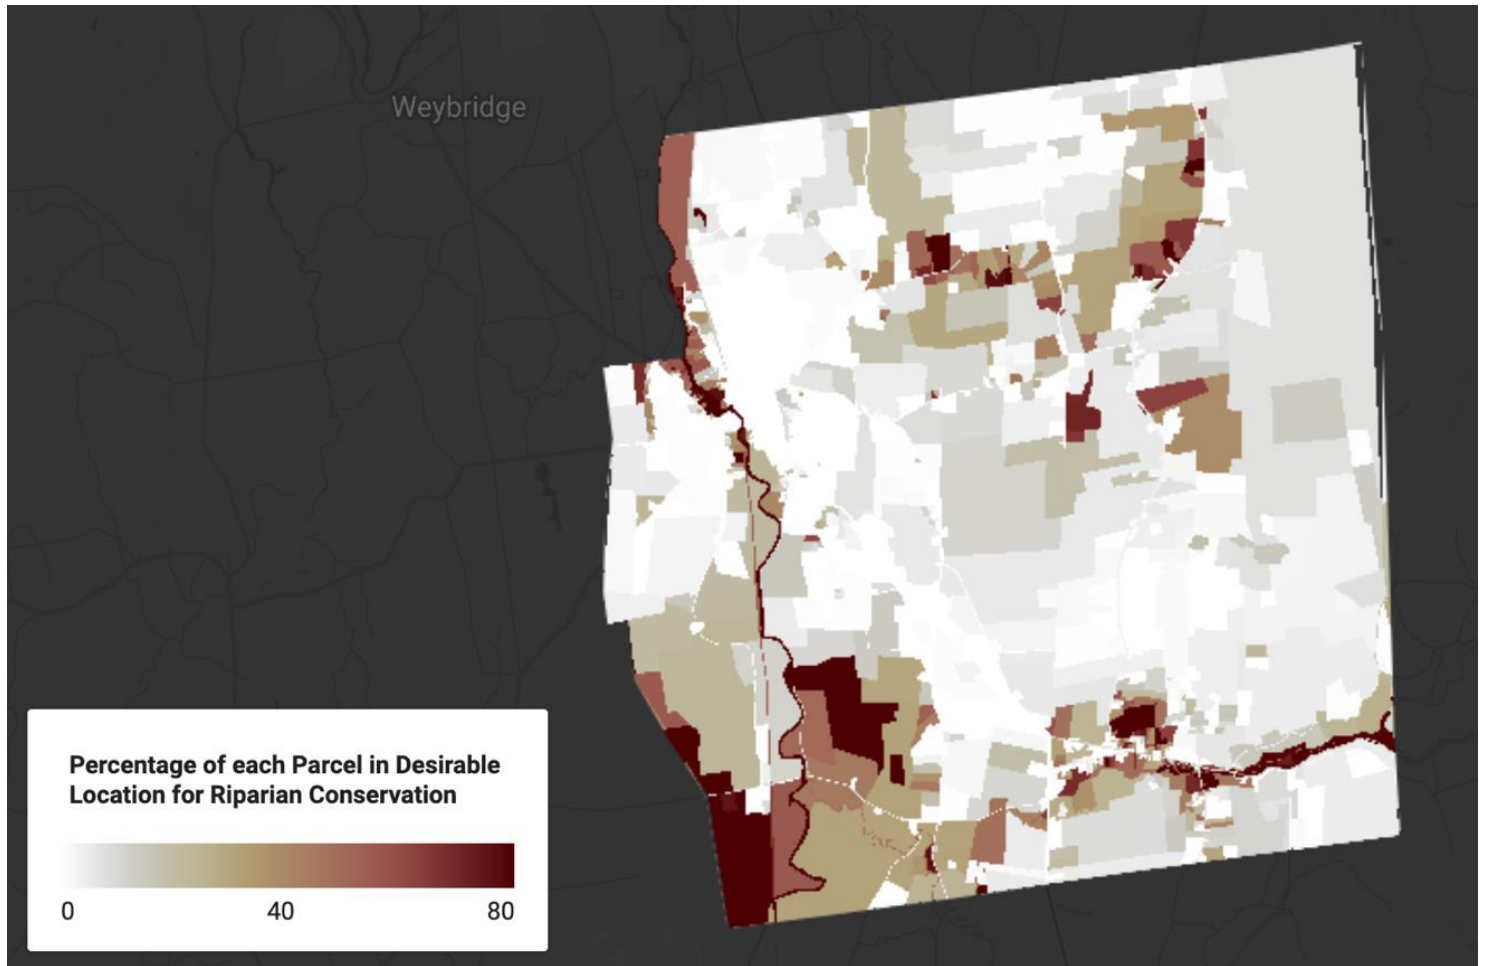 Weybridge
Percentage of each Parcel in Desirable
Location for Riparian Conservation
0 40 80